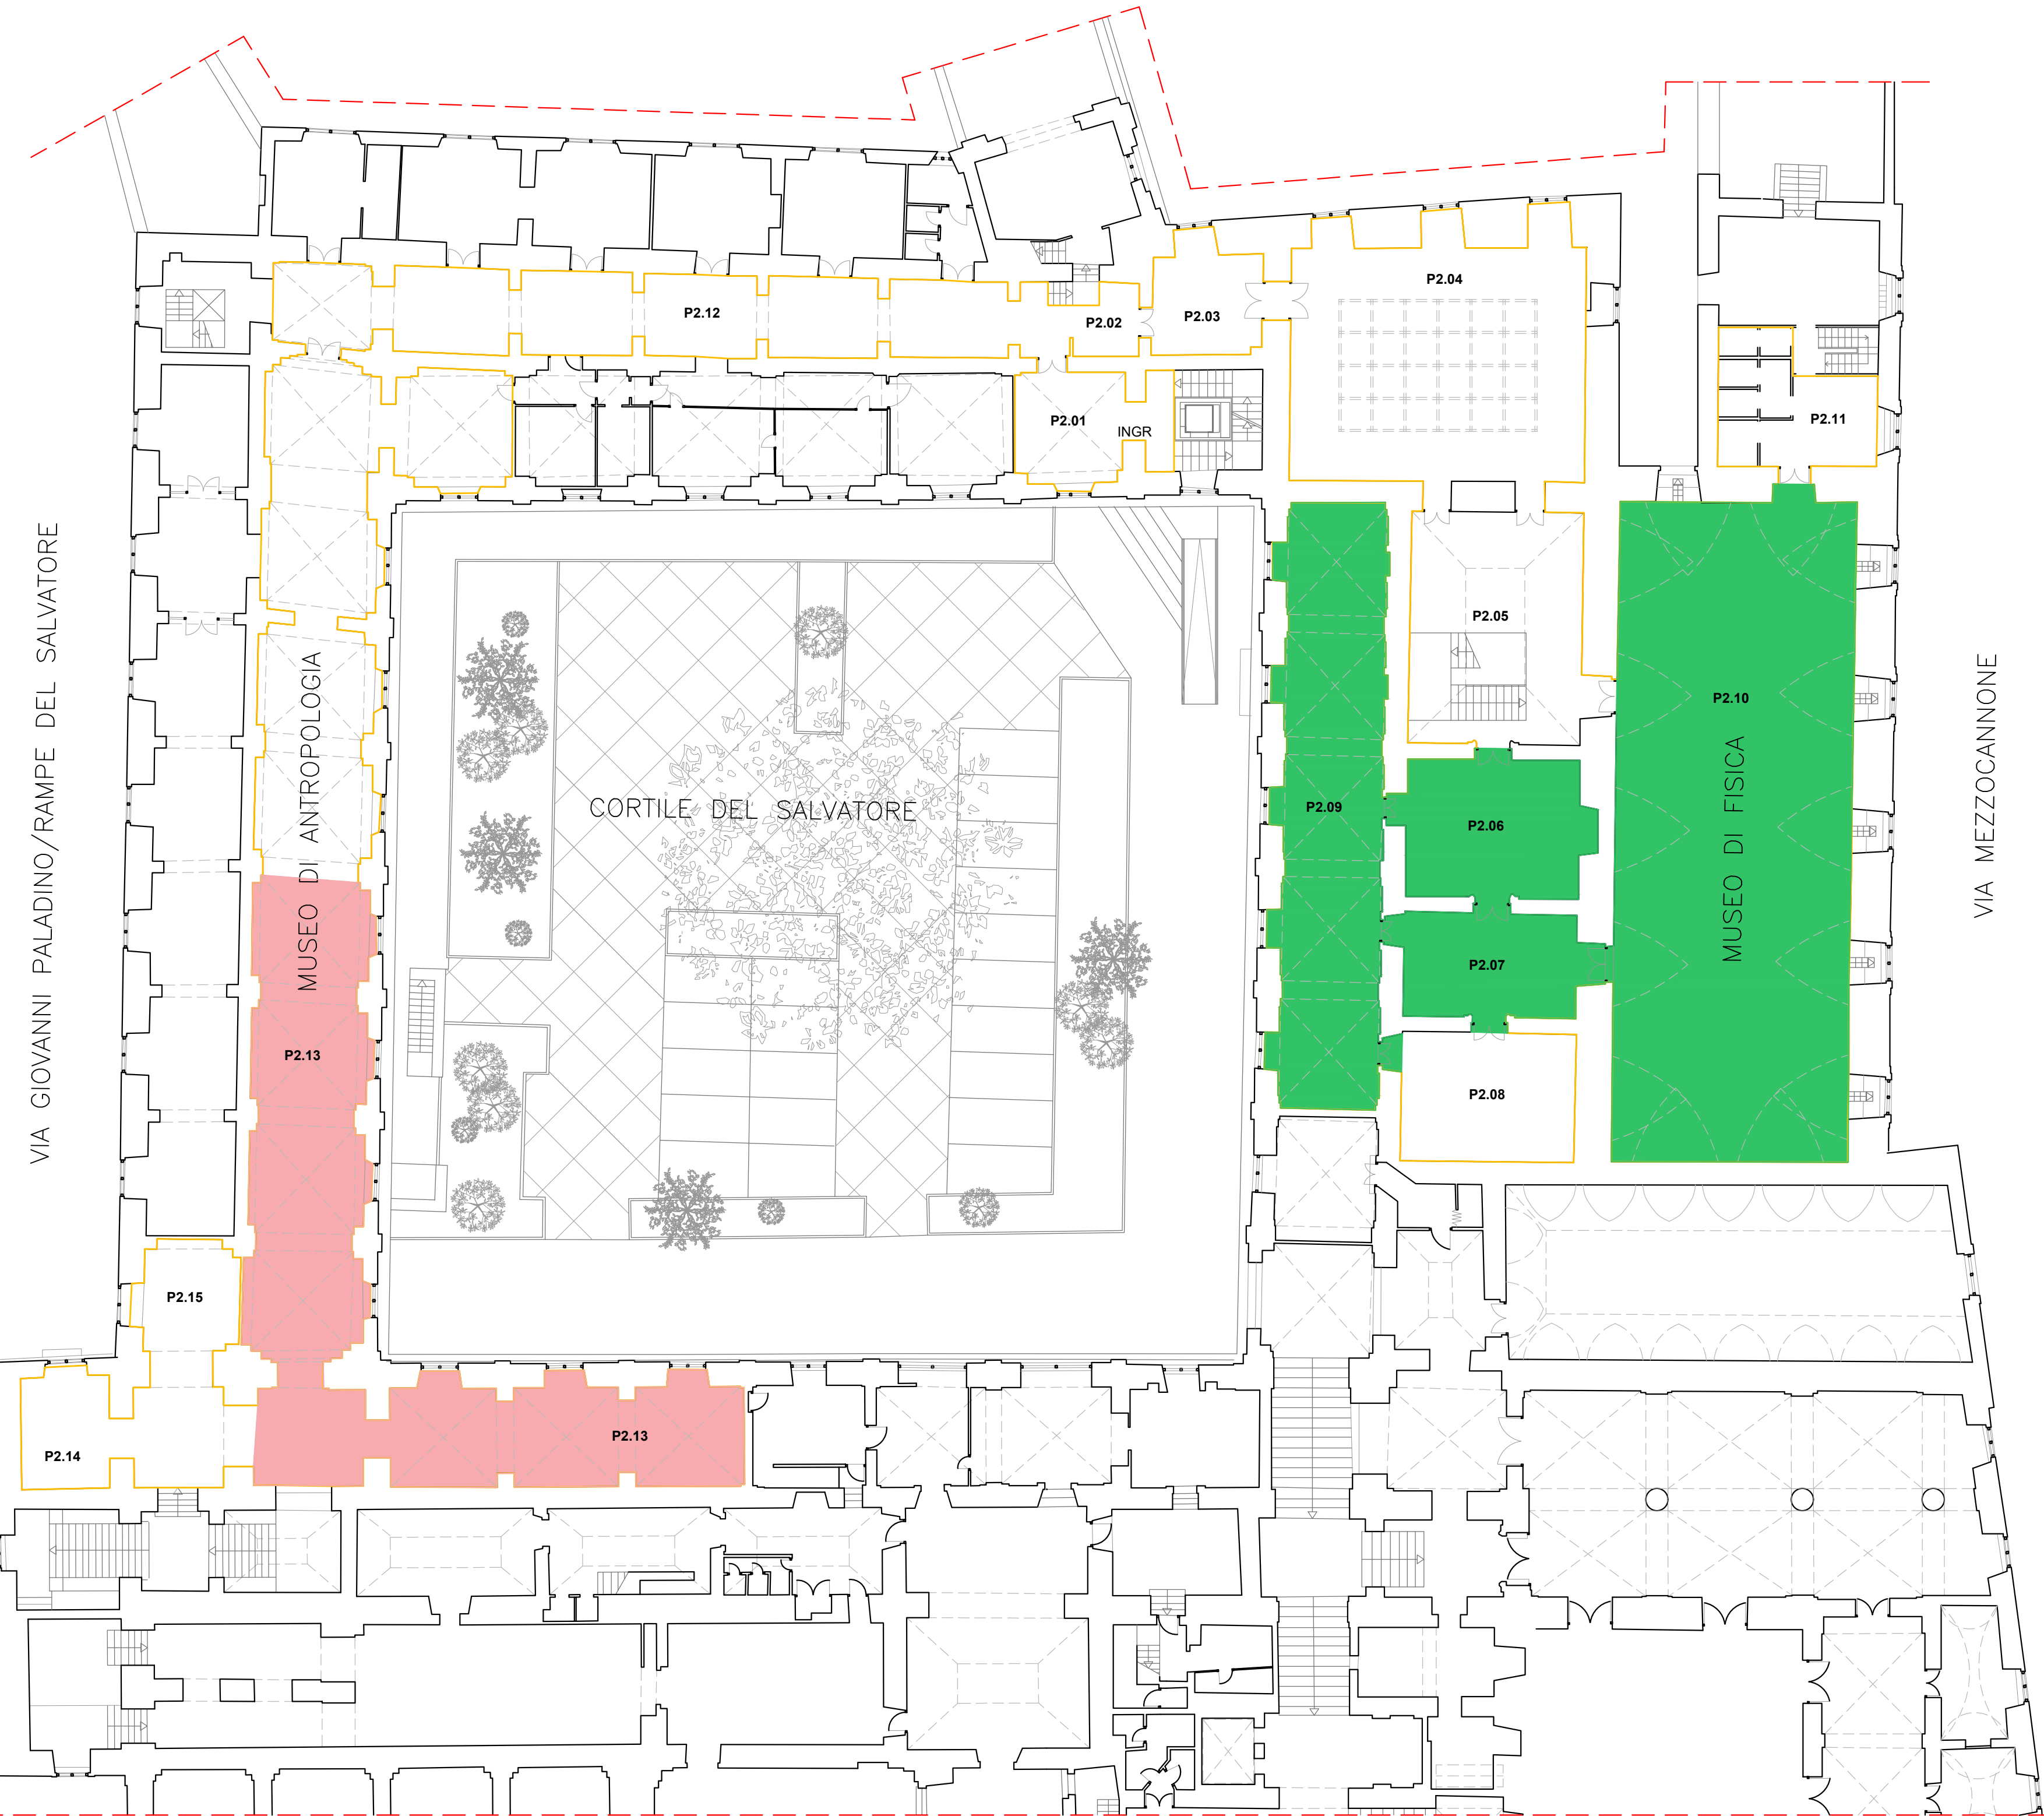 P2.04
P2.12
P2.02
P2.03
P2.01
INGR
P2.11
VIA GIOVANNI PALADINO/RAMPE DEL SALVATORE
MUSEO DI ANTROPOLOGIA
CORTILE DEL SALVATORE
P2.05
P2.10
MUSEO DI FISICA
VIA MEZZOCANNONE
P2.09
P2.06
P2.07
P2.08
P2.13
P2.15
P2.13
P2.14